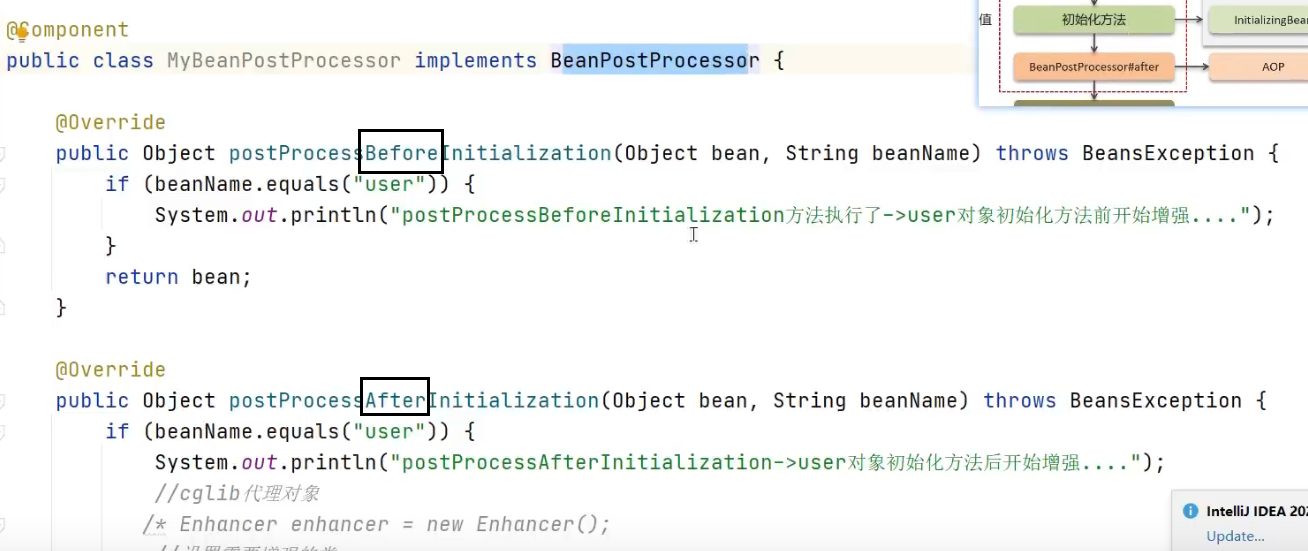 @Component
public class MyBeanPostProcessor implements BeanPostProcessor {
@Override
public Object postProcessBeforeInitialization(Object bean, String beanName) throws BeansException {
if (beanName.equals("user")) {
System.out.println("postProcessBeforeInitialization方法执行了->user对象初始化方法前开始增强....");
}
return bean;
}
@Override
public Object postProcessAfterInitialization(Object bean, String beanName) throws BeansException {
if (beanName.equals("user")) {
System.out.println("postProcessAfterInitialization->user对象初始化方法后开始增强....");
//cglib代理对象
/* Enhancer enhancer = new Enhancer();
值
初始化方法
InitializingBean
BeanPostProcessor#after
AOP
IntelliJ IDEA 202
Update...